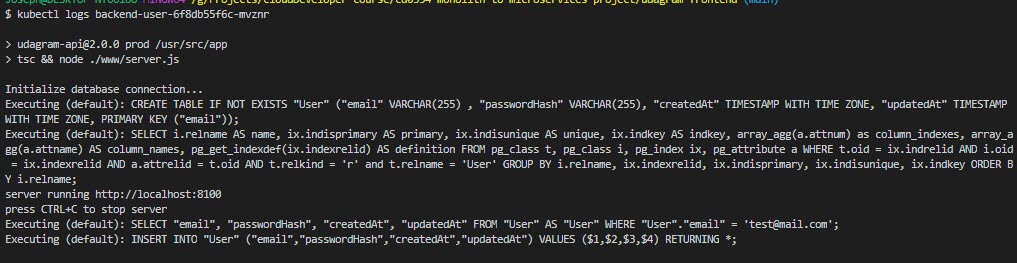 $ kubectl logs backend-user-6f8db55f6c-mvznr
> udagram-api@2.0.0 prod /usr/src/app
> tsc && node ./www/server.js
Initialize database connection...
Executing (default): CREATE TABLE IF NOT EXISTS "User" ("email" VARCHAR(255) , "passwordHash" VARCHAR(255), "createdAt" TIMESTAMP WITH TIME ZONE, "updatedAt" TIMESTAMP
WITH TIME ZONE, PRIMARY KEY ("email"));
Executing (default): SELECT i.relname AS name, ix.indisprimary AS primary, ix.indisunique AS unique, ix.indkey AS indkey, array_agg(a.attnum) as column_indexes, array_a
gg(a.attname) AS column_names, pg_get_indexdef(ix.indexrelid) AS definition FROM pg_class t, pg_class i, pg_index ix, pg_attribute a WHERE t.oid = ix.indrelid AND i.oid
= ix.indexrelid AND a.attrelid = t.oid AND t.relkind = 'r' and t.relname = 'User' GROUP BY i.relname, ix.indexrelid, ix.indisprimary, ix.indisunique, ix.indkey ORDER B
Y i.relname;
server running http://localhost:8100
press CTRL+C to stop server
Executing (default): SELECT "email", "passwordHash", "createdAt", "updatedAt" FROM "User" AS "User" WHERE "User"."email" = 'test@mail.com';
Executing (default): INSERT INTO "User" ("email","passwordHash","createdAt","updatedAt") VALUES ($1,$2,$3,$4) RETURNING *;